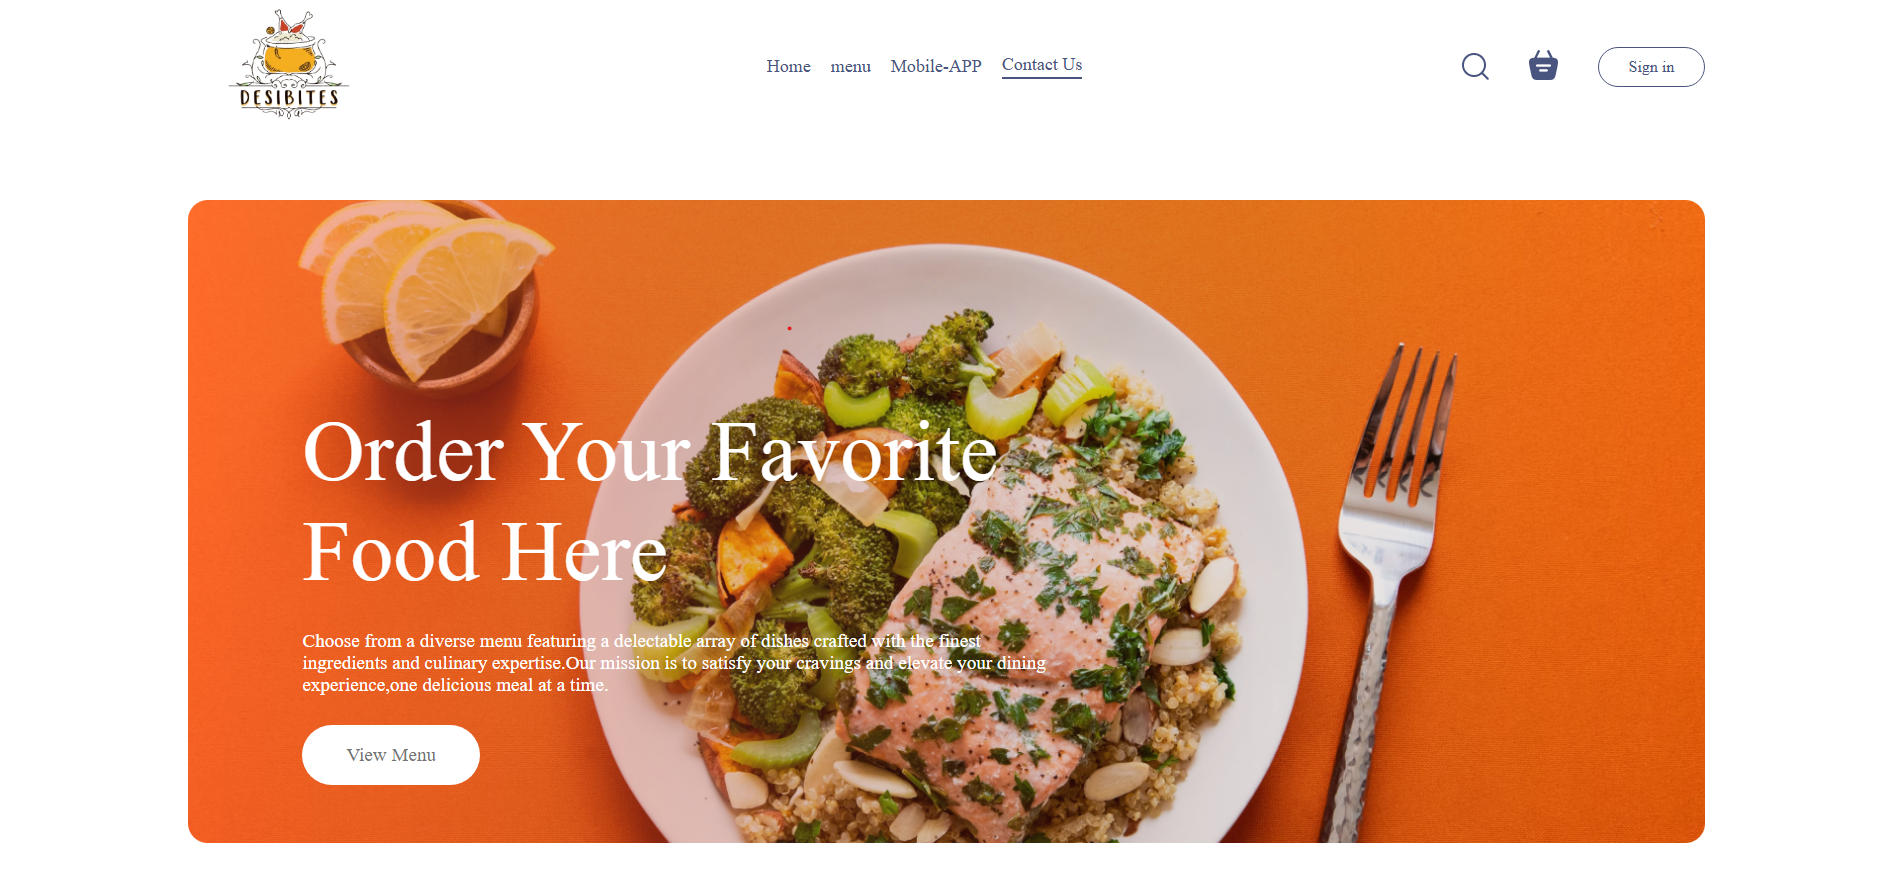 DESIBITES
Home menu Mobile-APP Contact Us
Sign in
Order Your Favorite
Food Here
Choose from a diverse menu featuring a delectable array of dishes crafted with the finest
ingredients and culinary expertise.Our mission is to satisfy your cravings and elevate your dining
experience,one delicious meal at a time.
View Menu